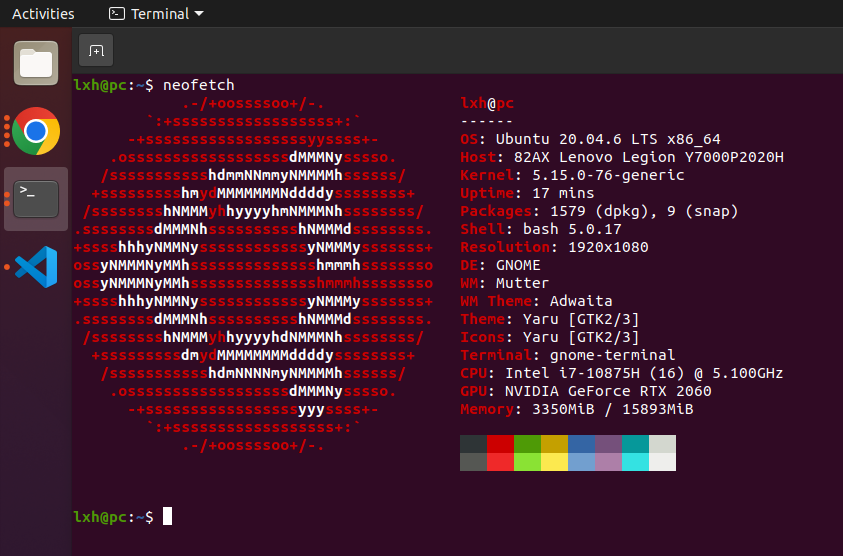 Activities Terminal
lxh@pc:~$ neofetch
            .-/+oossssoo+/-.               lxh@pc
        `:+ssssssssssssssssss+:`           ------
      -+ssssssssssssssssssyyssss+-         OS: Ubuntu 20.04.6 LTS x86_64
    .ossssssssssssssssssdMMMNysssso.       Host: 82AX Lenovo Legion Y7000P2020H
   /ssssssssssshdmmNNmmyNMMMMhssssss/      Kernel: 5.15.0-76-generic
  +ssssssssshmydMMMMMMMNddddyssssssss+     Uptime: 17 mins
 /sssssssshNMMMyhhyyyyhmNMMMNhssssssss/    Packages: 1579 (dpkg), 9 (snap)
.ssssssssdMMMNhsssssssssshNMMMdssssssss.   Shell: bash 5.0.17
+sssshhhyNMMNyssssssssssssyNMMMysssssss+   Resolution: 1920x1080
ossyNMMMNyMMhsssssssssssssshmmmhssssssso   DE: GNOME
ossyNMMMNyMMhsssssssssssssshmmmhssssssso   WM: Mutter
+sssshhhyNMMNyssssssssssssyNMMMysssssss+   WM Theme: Adwaita
.ssssssssdMMMNhsssssssssshNMMMdssssssss.   Theme: Yaru [GTK2/3]
 /sssssssshNMMMyhhyyyyhdNMMMNhssssssss/    Icons: Yaru [GTK2/3]
  +sssssssssdmydMMMMMMMMddddyssssssss+     Terminal: gnome-terminal
   /ssssssssssshdmNNNNmyNMMMMhssssss/      CPU: Intel i7-10875H (16) @ 5.100GHz
    .ossssssssssssssssssdMMMNysssso.       GPU: NVIDIA GeForce RTX 2060
      -+sssssssssssssssssyyyssss+-         Memory: 3350MiB / 15893MiB
        `:+ssssssssssssssssss+:`
            .-/+oossssoo+/-.
lxh@pc:~$